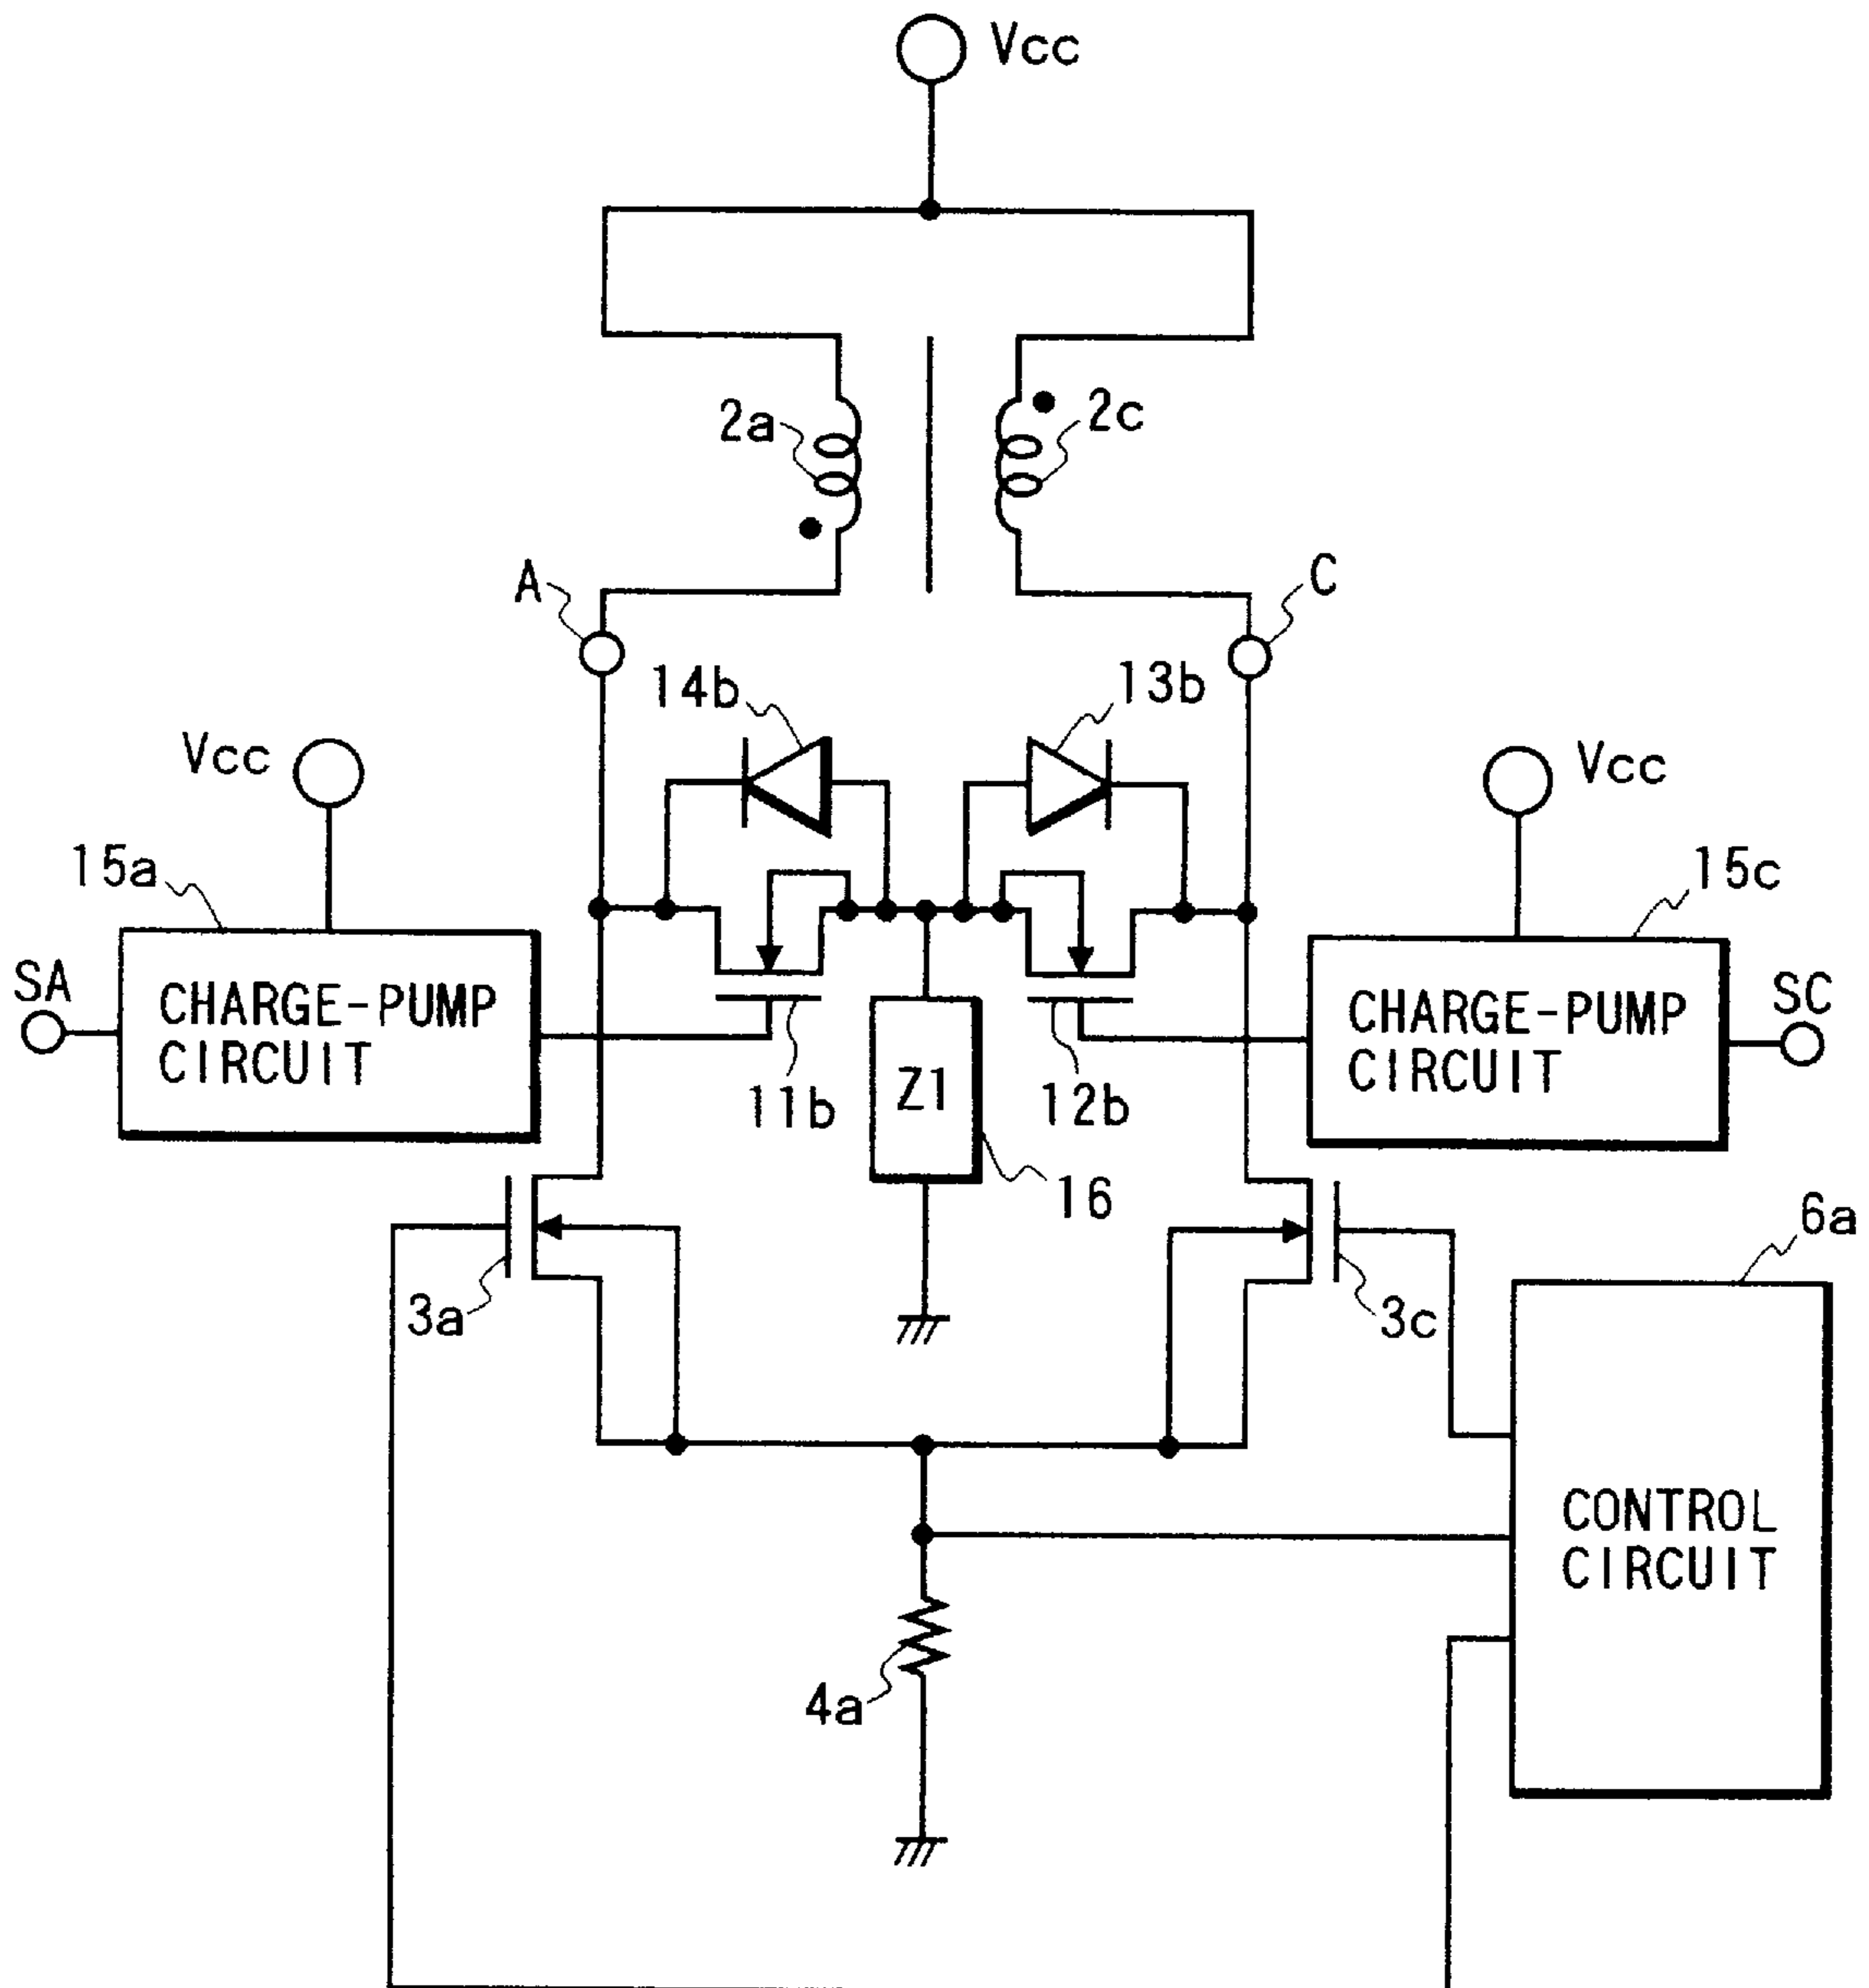 Vcc
2a
2c
A
C
14b
13b
Vcc
Vcc
15a
15c
SA
CHARGE-PUMP
CIRCUIT
CHARGE-PUMP
CIRCUIT
SC
11b
Z1
12b
16
3a
3c
6a
CONTROL
CIRCUIT
4a